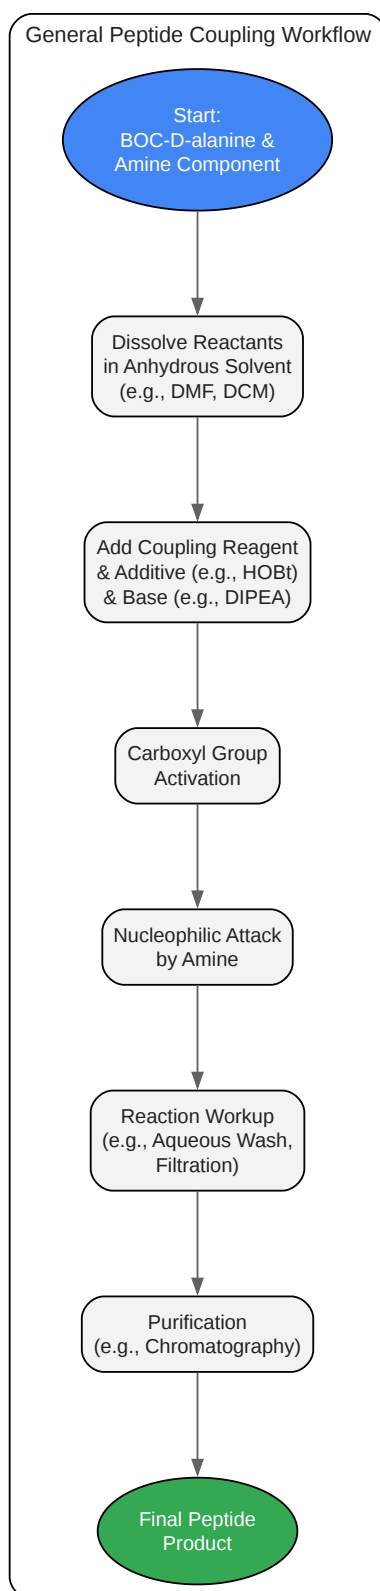 General Peptide Coupling Workflow
Start:
BOC-D-alanine &
Amine Component
Dissolve Reactants
in Anhydrous Solvent
(e.g., DMF, DCM)
Add Coupling Reagent
& Additive (e.g., HOBt)
& Base (e.g., DIPEA)
Carboxyl Group
Activation
Nucleophilic Attack
by Amine
Reaction Workup
(e.g., Aqueous Wash,
Filtration)
Purification
(e.g., Chromatography)
Final Peptide
Product